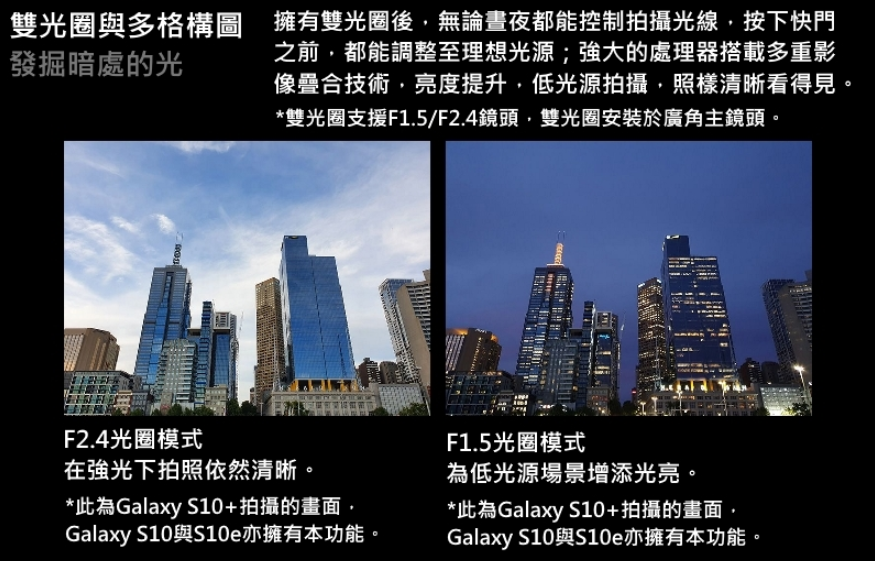 雙光圈與多格構圖
發掘暗處的光
擁有雙光圈後，無論晝夜都能控制拍攝光線，按下快門
之前，都能調整至理想光源；強大的處理器搭載多重影
像疊合技術，亮度提升，低光源拍攝，照樣清晰看得見。
*雙光圈支援F1.5/F2.4鏡頭，雙光圈安裝於廣角主鏡頭。
F2.4光圈模式
在強光下拍照依然清晰。
*此為Galaxy S10+拍攝的畫面，
Galaxy S10與S10e亦擁有本功能。
F1.5光圈模式
為低光源場景增添光亮。
*此為Galaxy S10+拍攝的畫面，
Galaxy S10與S10e亦擁有本功能。